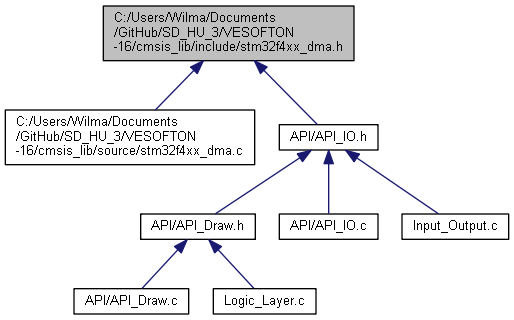 C:/Users/Wilma/Documents
/GitHub/SD_HU_3/VESOFTON
-16/cmsis_lib/include/stm32f4xx_dma.h
C:/Users/Wilma/Documents
/GitHub/SD_HU_3/VESOFTON
-16/cmsis_lib/source/stm32f4xx_dma.c
API/API_IO.h
API/API_Draw.h
API/API_IO.c
Input_Output.c
API/API_Draw.c
Logic_Layer.c